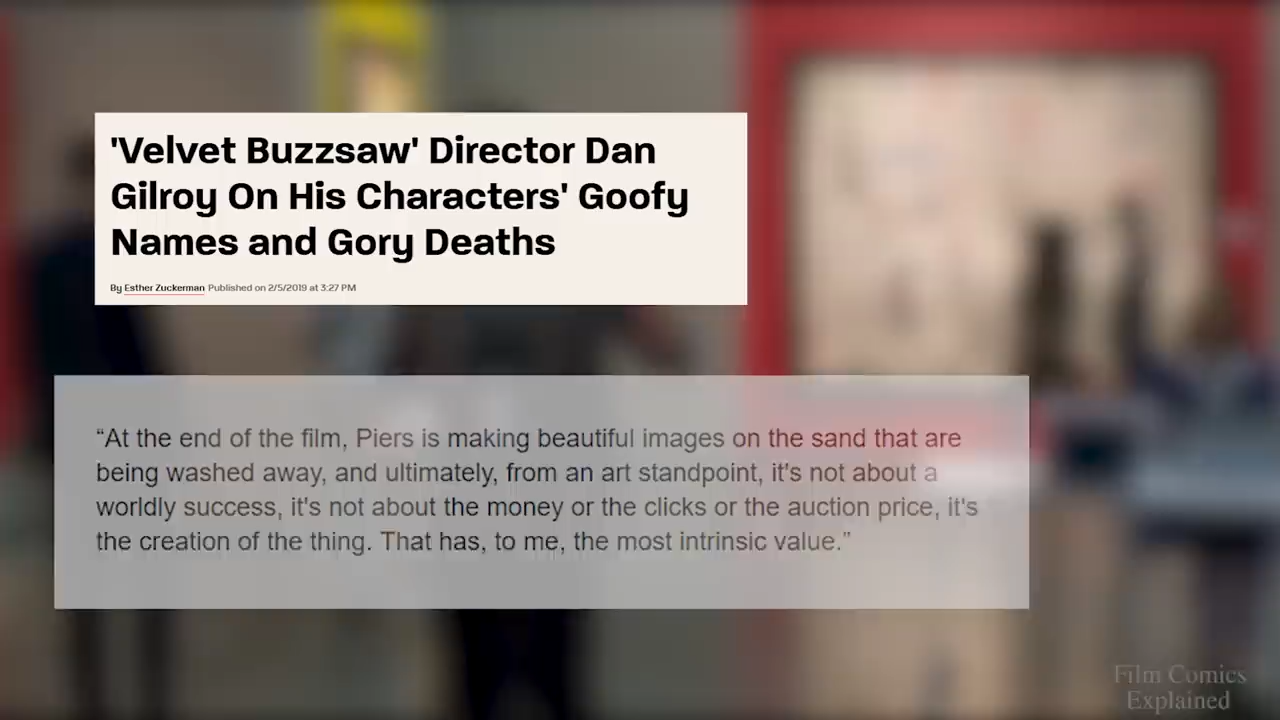 'Velvet Buzzsaw' Director Dan
Gilroy On His Characters' Goofy
Names and Gory Deaths
By Esther Zuckerman Published on 2/5/2019 at 3:27 PM
“At the end of the film, Piers is making beautiful images on the sand that are
being washed away, and ultimately, from an art standpoint, it's not about a
worldly success, it's not about the money or the clicks or the auction price, it's
the creation of the thing. That has, to me, the most intrinsic value.”
Film Comics
Explained